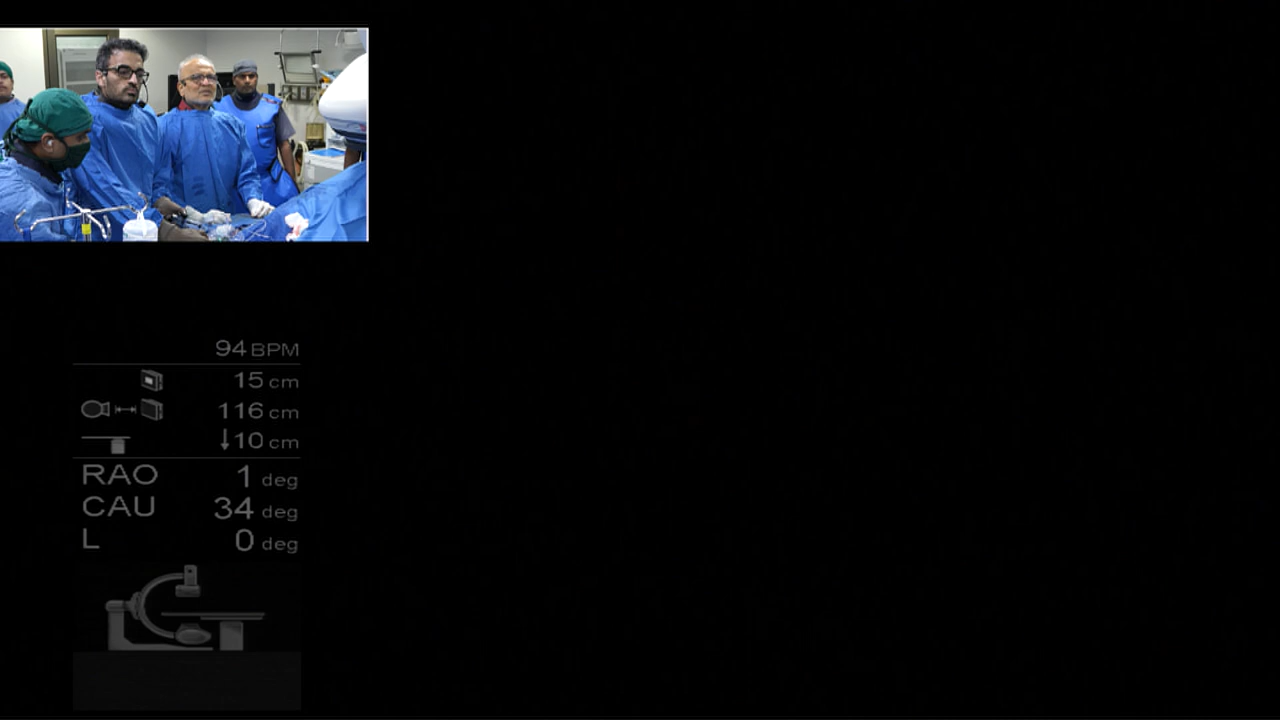 94 BPM
15 cm
116 cm
↓10 cm
RAO 1 deg
CAU 34 deg
L 0 deg